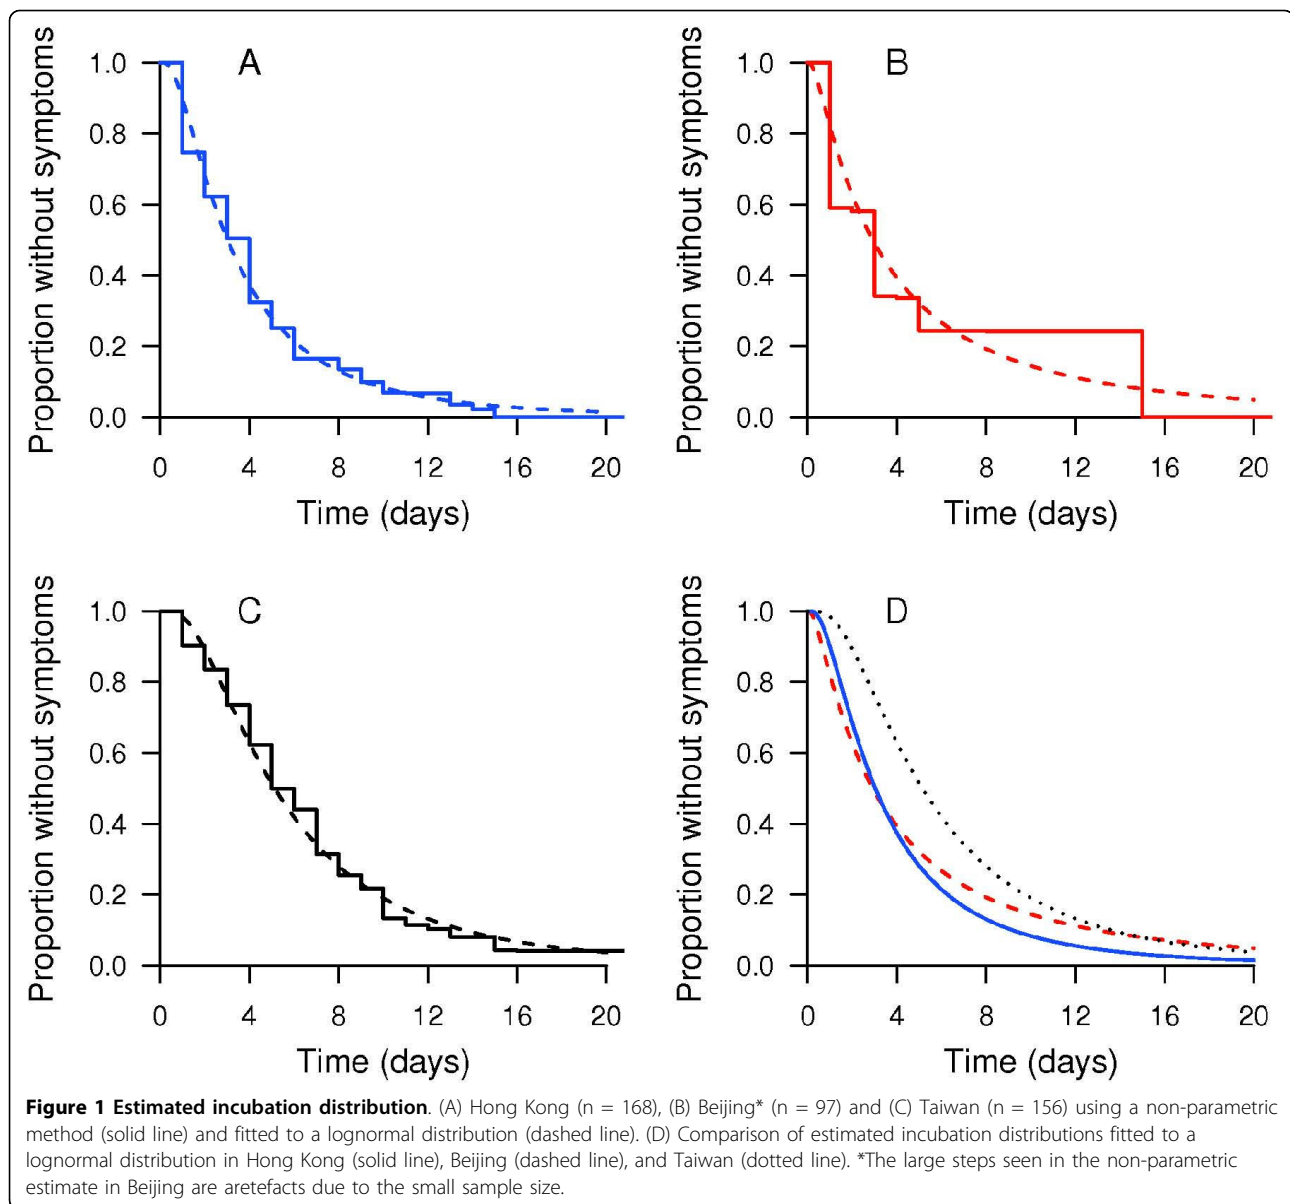 A
Proportion without symptoms
1.0
0.8
0.6
0.4
0.2
0.0
0 4 8 12 16 20
Time (days)
B
Proportion without symptoms
1.0
0.8
0.6
0.4
0.2
0.0
0 4 8 12 16 20
Time (days)
C
Proportion without symptoms
1.0
0.8
0.6
0.4
0.2
0.0
0 4 8 12 16 20
Time (days)
D
Proportion without symptoms
1.0
0.8
0.6
0.4
0.2
0.0
0 4 8 12 16 20
Time (days)
Figure 1 Estimated incubation distribution. (A) Hong Kong (n = 168), (B) Beijing* (n = 97) and (C) Taiwan (n = 156) using a non-parametric
method (solid line) and fitted to a lognormal distribution (dashed line). (D) Comparison of estimated incubation distributions fitted to a
lognormal distribution in Hong Kong (solid line), Beijing (dashed line), and Taiwan (dotted line). *The large steps seen in the non-parametric
estimate in Beijing are aretefacts due to the small sample size.